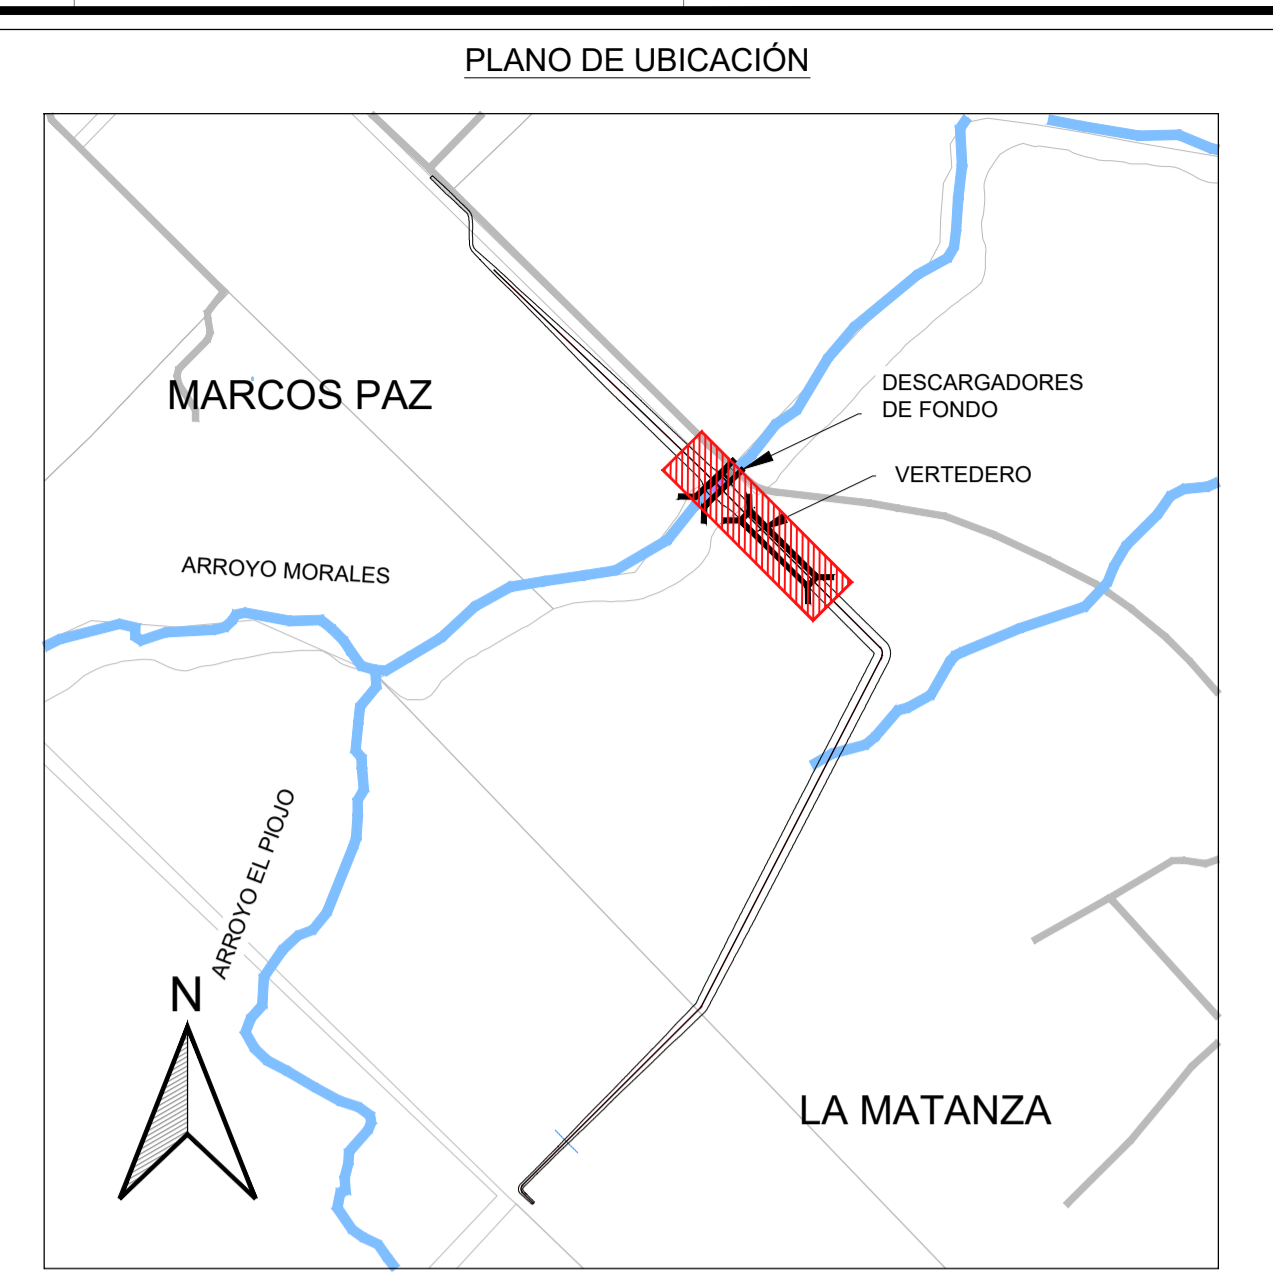 PLANO DE UBICACIÓN
MARCOS PAZ
DESCARGADORES
DE FONDO
VERTEDERO
ARROYO MORALES
ARROYO EL PIOJO
N
LA MATANZA